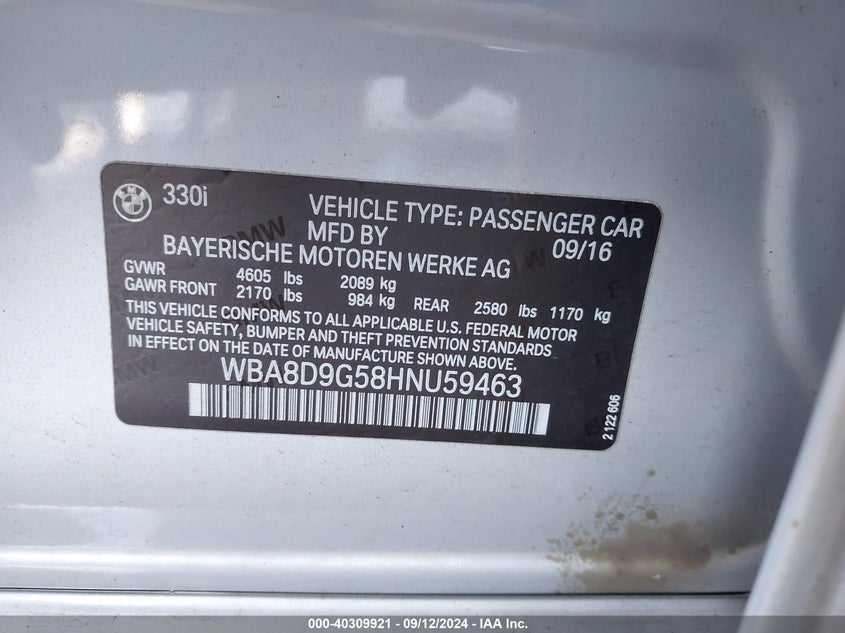 330i
VEHICLE TYPE: PASSENGER CAR
MFD BY 09/16
BAYERISCHE MOTOREN WERKE AG
GVWR 4605 lbs 2089 kg
GAWR FRONT 2170 lbs 984 kg REAR 2580 lbs 1170 kg
THIS VEHICLE CONFORMS TO ALL APPLICABLE U.S. FEDERAL MOTOR
VEHICLE SAFETY, BUMPER AND THEFT PREVENTION STANDARDS
IN EFFECT ON THE DATE OF MANUFACTURE SHOWN ABOVE.
WBA8D9G58HNU59463
2 122 606
000-40309921 - 09/12/2024 - IAA Inc.